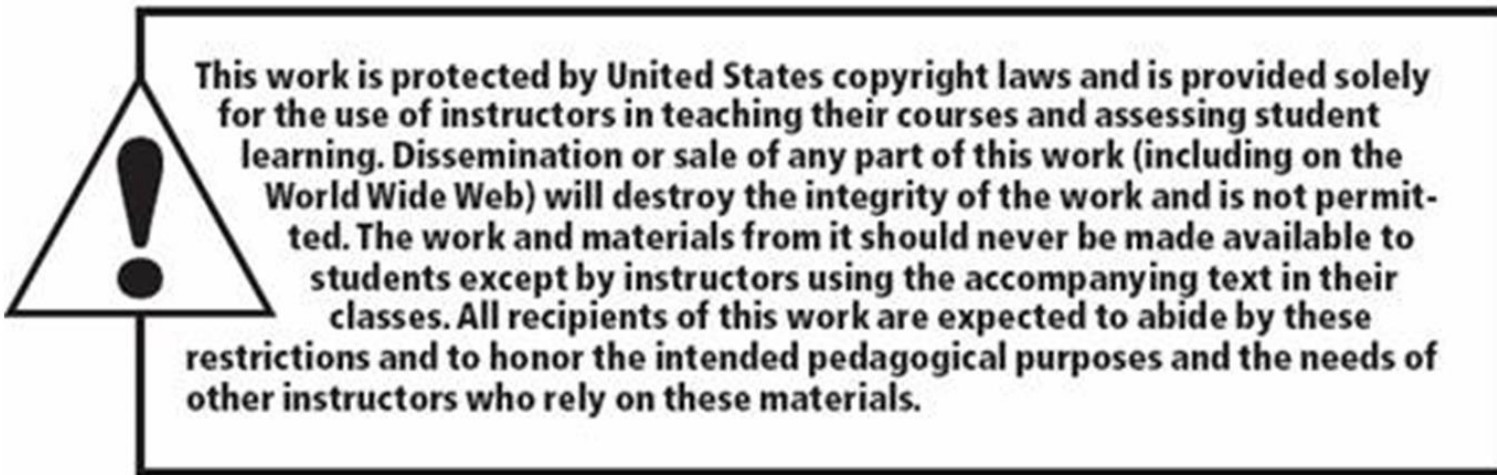 This work is protected by United States copyright laws and is provided solely
for the use of instructors in teaching their courses and assessing student
learning. Dissemination or sale of any part of this work (including on the
World Wide Web) will destroy the integrity of the work and is not permit-
ted. The work and materials from it should never be made available to
students except by instructors using the accompanying text in their
classes. All recipients of this work are expected to abide by these
restrictions and to honor the intended pedagogical purposes and the needs of
other instructors who rely on these materials.